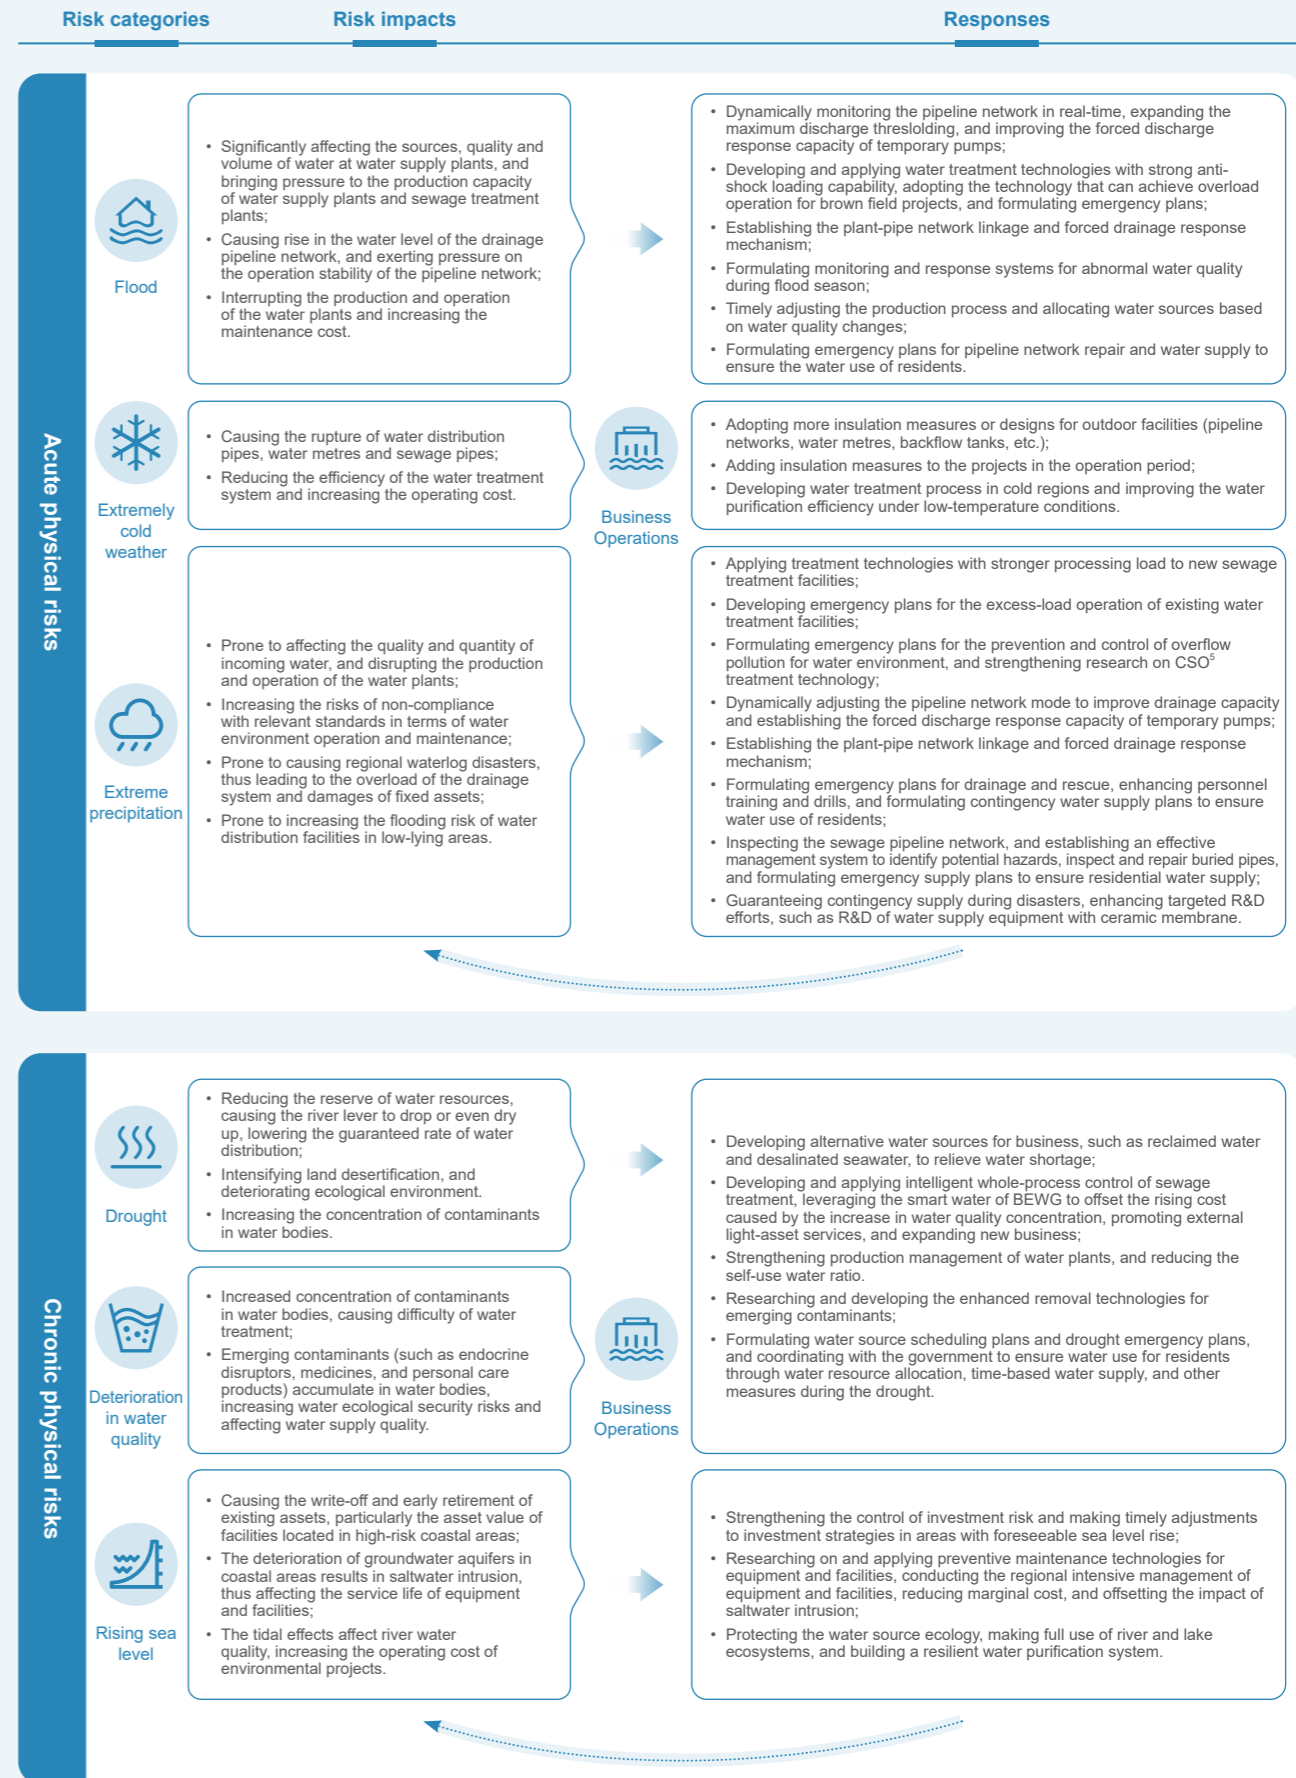 Risk categories
Risk impacts
Responses
Acute physical risks
Flood
• Significantly affecting the sources, quality and
volume of water at water supply plants, and
bringing pressure to the production capacity
of water supply plants and sewage treatment
plants;
• Causing rise in the water level of the drainage
pipeline network, and exerting pressure on
the operation stability of the pipeline network;
• Interrupting the production and operation
of the water plants and increasing the
maintenance cost.
• Dynamically monitoring the pipeline network in real-time, expanding the
maximum discharge threslolding, and improving the forced discharge
response capacity of temporary pumps;
• Developing and applying water treatment technologies with strong anti-
shock loading capability, adopting the technology that can achieve overload
operation for brown field projects, and formulating emergency plans;
• Establishing the plant-pipe network linkage and forced drainage response
mechanism;
• Formulating monitoring and response systems for abnormal water quality
during flood season;
• Timely adjusting the production process and allocating water sources based
on water quality changes;
• Formulating emergency plans for pipeline network repair and water supply to
ensure the water use of residents.
Extremely
cold
weather
• Causing the rupture of water distribution
pipes, water metres and sewage pipes;
• Reducing the efficiency of the water treatment
system and increasing the operating cost.
Business
Operations
• Adopting more insulation measures or designs for outdoor facilities (pipeline
networks, water metres, backflow tanks, etc.);
• Adding insulation measures to the projects in the operation period;
• Developing water treatment process in cold regions and improving the water
purification efficiency under low-temperature conditions.
Extreme
precipitation
• Prone to affecting the quality and quantity of
incoming water, and disrupting the production
and operation of the water plants;
• Increasing the risks of non-compliance
with relevant standards in terms of water
environment operation and maintenance;
• Prone to causing regional waterlog disasters,
thus leading to the overload of the drainage
system and damages of fixed assets;
• Prone to increasing the flooding risk of water
distribution facilities in low-lying areas.
• Applying treatment technologies with stronger processing load to new sewage
treatment facilities;
• Developing emergency plans for the excess-load operation of existing water
treatment facilities;
• Formulating emergency plans for the prevention and control of overflow
pollution for water environment, and strengthening research on CSO⁵
treatment technology;
• Dynamically adjusting the pipeline network mode to improve drainage capacity
and establishing the forced discharge response capacity of temporary pumps;
• Establishing the plant-pipe network linkage and forced drainage response
mechanism;
• Formulating emergency plans for drainage and rescue, enhancing personnel
training and drills, and formulating contingency water supply plans to ensure
water use of residents;
• Inspecting the sewage pipeline network, and establishing an effective
management system to identify potential hazards, inspect and repair buried pipes,
and formulating emergency supply plans to ensure residential water supply;
• Guaranteeing contingency supply during disasters, enhancing targeted R&D
efforts, such as R&D of water supply equipment with ceramic membrane.
Chronic physical risks
Drought
• Reducing the reserve of water resources,
causing the river lever to drop or even dry
up, lowering the guaranteed rate of water
distribution;
• Intensifying land desertification, and
deteriorating ecological environment.
• Increasing the concentration of contaminants
in water bodies.
Deterioration
in water
quality
• Increased concentration of contaminants
in water bodies, causing difficulty of water
treatment;
• Emerging contaminants (such as endocrine
disruptors, medicines, and personal care
products) accumulate in water bodies,
increasing water ecological security risks and
affecting water supply quality.
Business
Operations
• Developing alternative water sources for business, such as reclaimed water
and desalinated seawater, to relieve water shortage;
• Developing and applying intelligent whole-process control of sewage
treatment, leveraging the smart water of BEWG to offset the rising cost
caused by the increase in water quality concentration, promoting external
light-asset services, and expanding new business;
• Strengthening production management of water plants, and reducing the
self-use water ratio.
• Researching and developing the enhanced removal technologies for
emerging contaminants;
• Formulating water source scheduling plans and drought emergency plans,
and coordinating with the government to ensure water use for residents
through water resource allocation, time-based water supply, and other
measures during the drought.
Rising sea
level
• Causing the write-off and early retirement of
existing assets, particularly the asset value of
facilities located in high-risk coastal areas;
• The deterioration of groundwater aquifers in
coastal areas results in saltwater intrusion,
thus affecting the service life of equipment
and facilities;
• The tidal effects affect river water
quality, increasing the operating cost of
environmental projects.
• Strengthening the control of investment risk and making timely adjustments
to investment strategies in areas with foreseeable sea level rise;
• Researching on and applying preventive maintenance technologies for
equipment and facilities, conducting the regional intensive management of
equipment and facilities, reducing marginal cost, and offsetting the impact of
saltwater intrusion;
• Protecting the water source ecology, making full use of river and lake
ecosystems, and building a resilient water purification system.